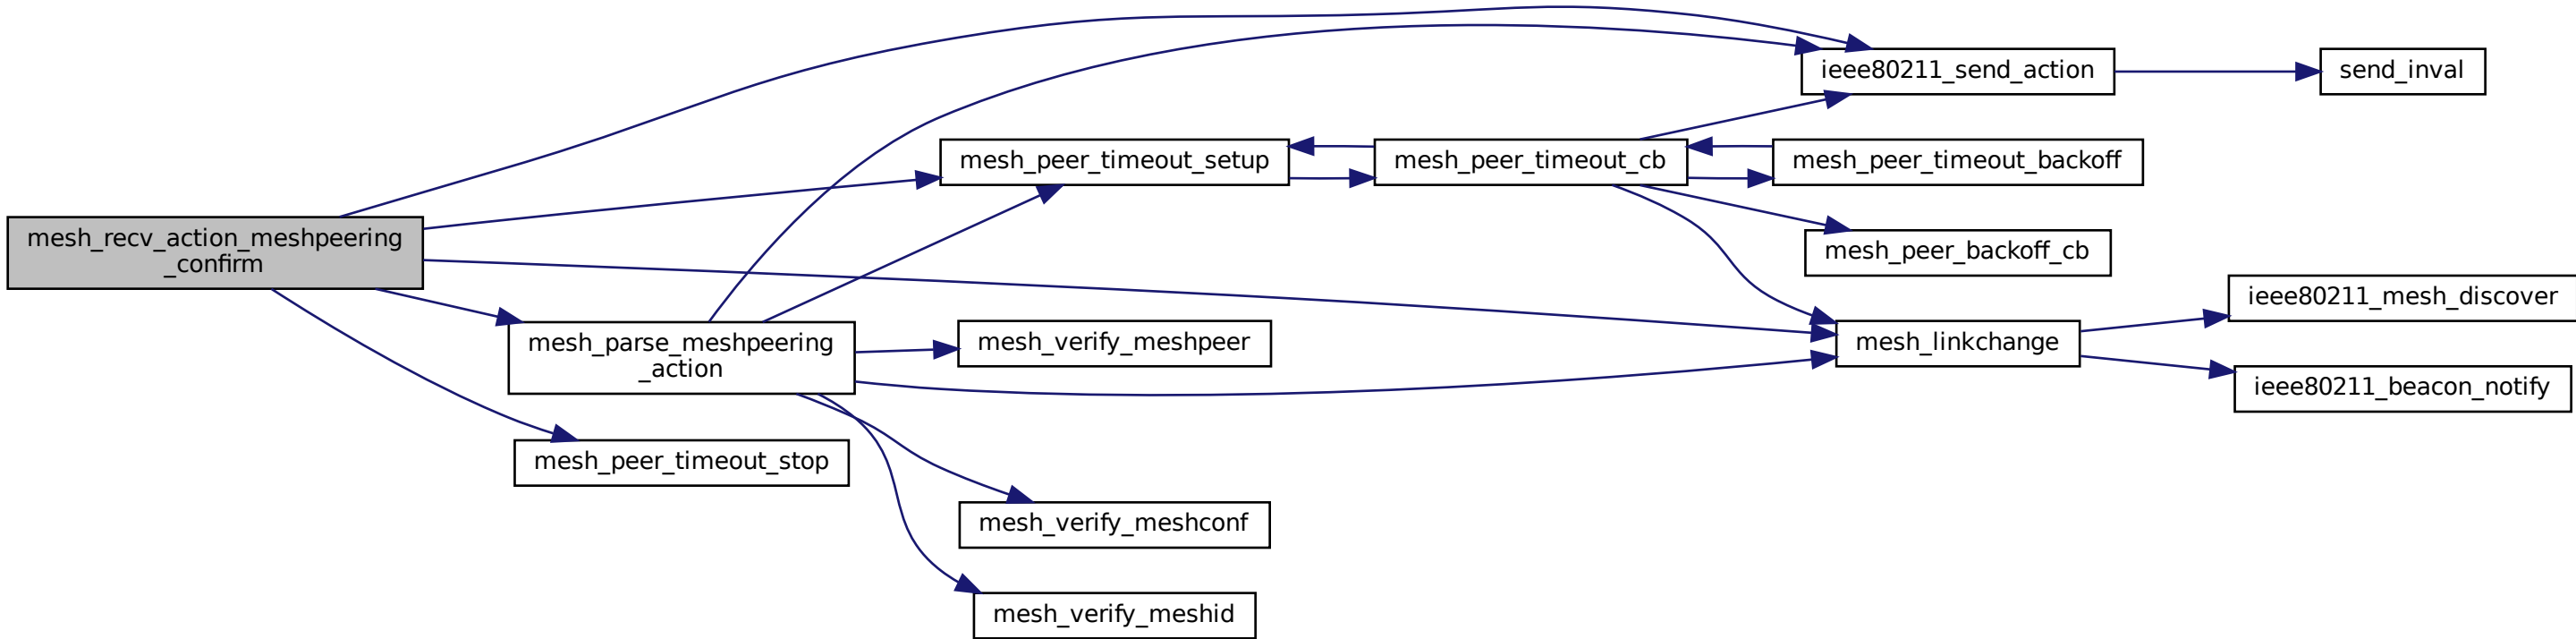 mesh_recv_action_meshpeering
_confirm
ieee80211_send_action
send_inval
mesh_peer_timeout_setup
mesh_peer_timeout_cb
mesh_peer_timeout_backoff
mesh_peer_backoff_cb
mesh_parse_meshpeering
_action
mesh_verify_meshpeer
mesh_linkchange
ieee80211_mesh_discover
ieee80211_beacon_notify
mesh_peer_timeout_stop
mesh_verify_meshconf
mesh_verify_meshid